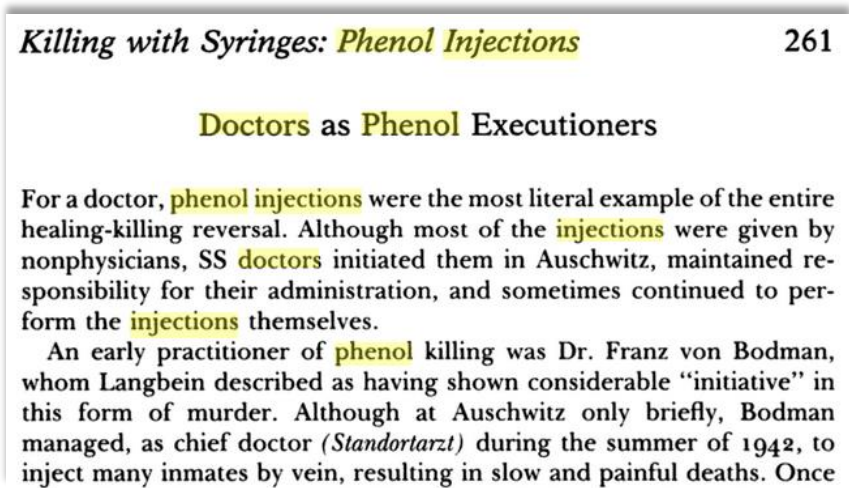 Killing with Syringes: Phenol Injections 261
Doctors as Phenol Executioners
For a doctor, phenol injections were the most literal example of the entire
healing-killing reversal. Although most of the injections were given by
nonphysicians, SS doctors initiated them in Auschwitz, maintained re-
sponsibility for their administration, and sometimes continued to per-
form the injections themselves.
An early practitioner of phenol killing was Dr. Franz von Bodman,
whom Langbein described as having shown considerable “initiative” in
this form of murder. Although at Auschwitz only briefly, Bodman
managed, as chief doctor (Standortarzt) during the summer of 1942, to
inject many inmates by vein, resulting in slow and painful deaths. Once